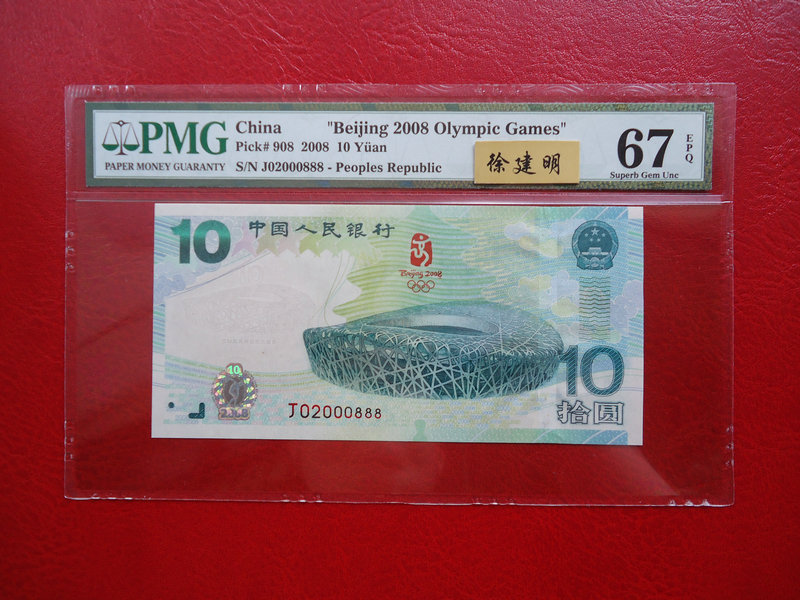 PMG
PAPER MONEY GUARANTY
China "Beijing 2008 Olympic Games"
Pick# 908 2008 10 Yüan
S/N J02000888 - Peoples Republic
徐建明
67
EPQ
Superb Gem Unc
10
中国人民银行
Beijing 2008
10
2008
J02000888
10
拾圆